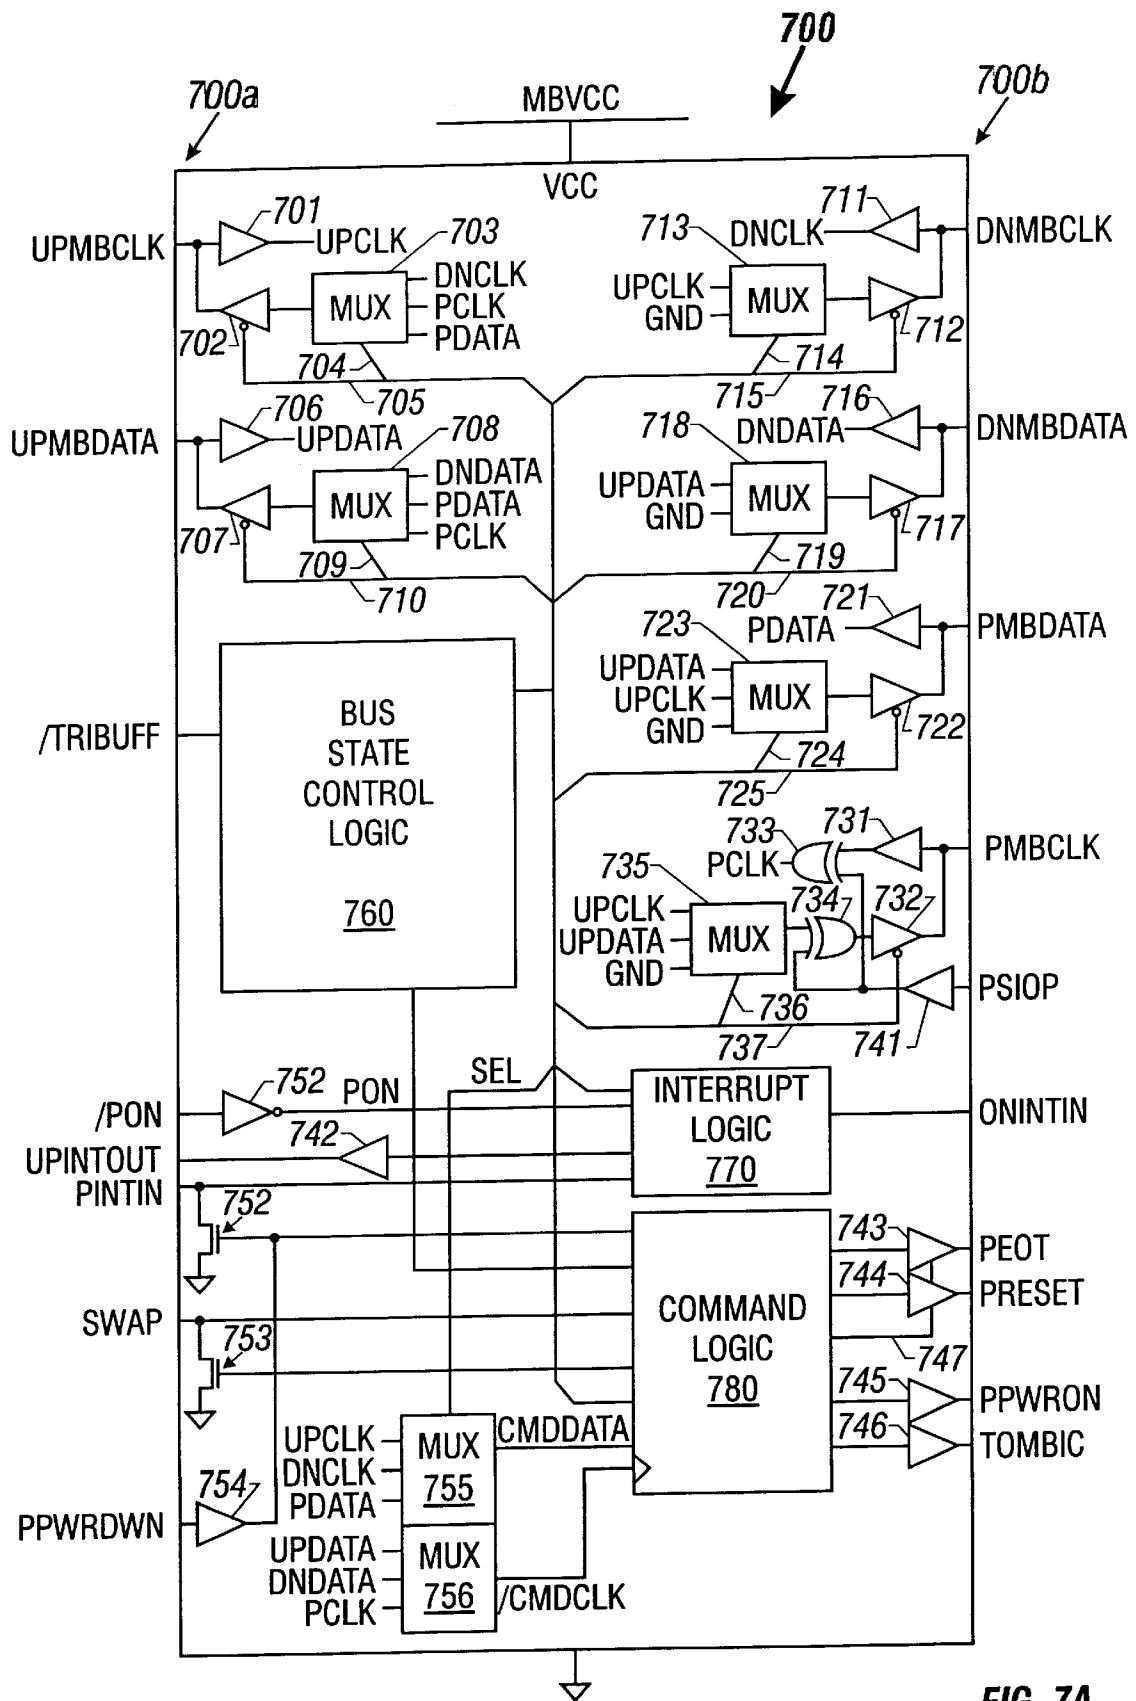 700
700a
700b
MBVCC
VCC
701
UPMBCLK
UPCLK
703
MUX
DNCLK
PCLK
PDATA
702
704
705
713
711
DNCLK
DNMBCLK
UPCLK
GND
MUX
712
714
715
706
UPMBDATA
UPDATA
708
MUX
DNDATA
PDATA
PCLK
707
709
710
718
716
DNDATA
DNMBDATA
UPDATA
GND
MUX
717
719
720
723
721
PDATA
PMBDATA
UPDATA
UPCLK
GND
MUX
722
724
725
/TRIBUFF
BUS
STATE
CONTROL
LOGIC
760
733
731
PCLK
PMBCLK
735
734
732
UPCLK
UPDATA
GND
MUX
PSIOP
736
737
741
SEL
752
PON
/PON
INTERRUPT
LOGIC
770
ONINTIN
742
UPINTOUT
PINTIN
752
SWAP
753
COMMAND
LOGIC
780
743
PEOT
744
PRESET
747
745
PPWRON
746
TOMBIC
UPCLK
DNCLK
PDATA
MUX
755
CMDDATA
754
PPWRDWN
UPDATA
DNDATA
PCLK
MUX
756
/CMDCLK
FIG. 7A